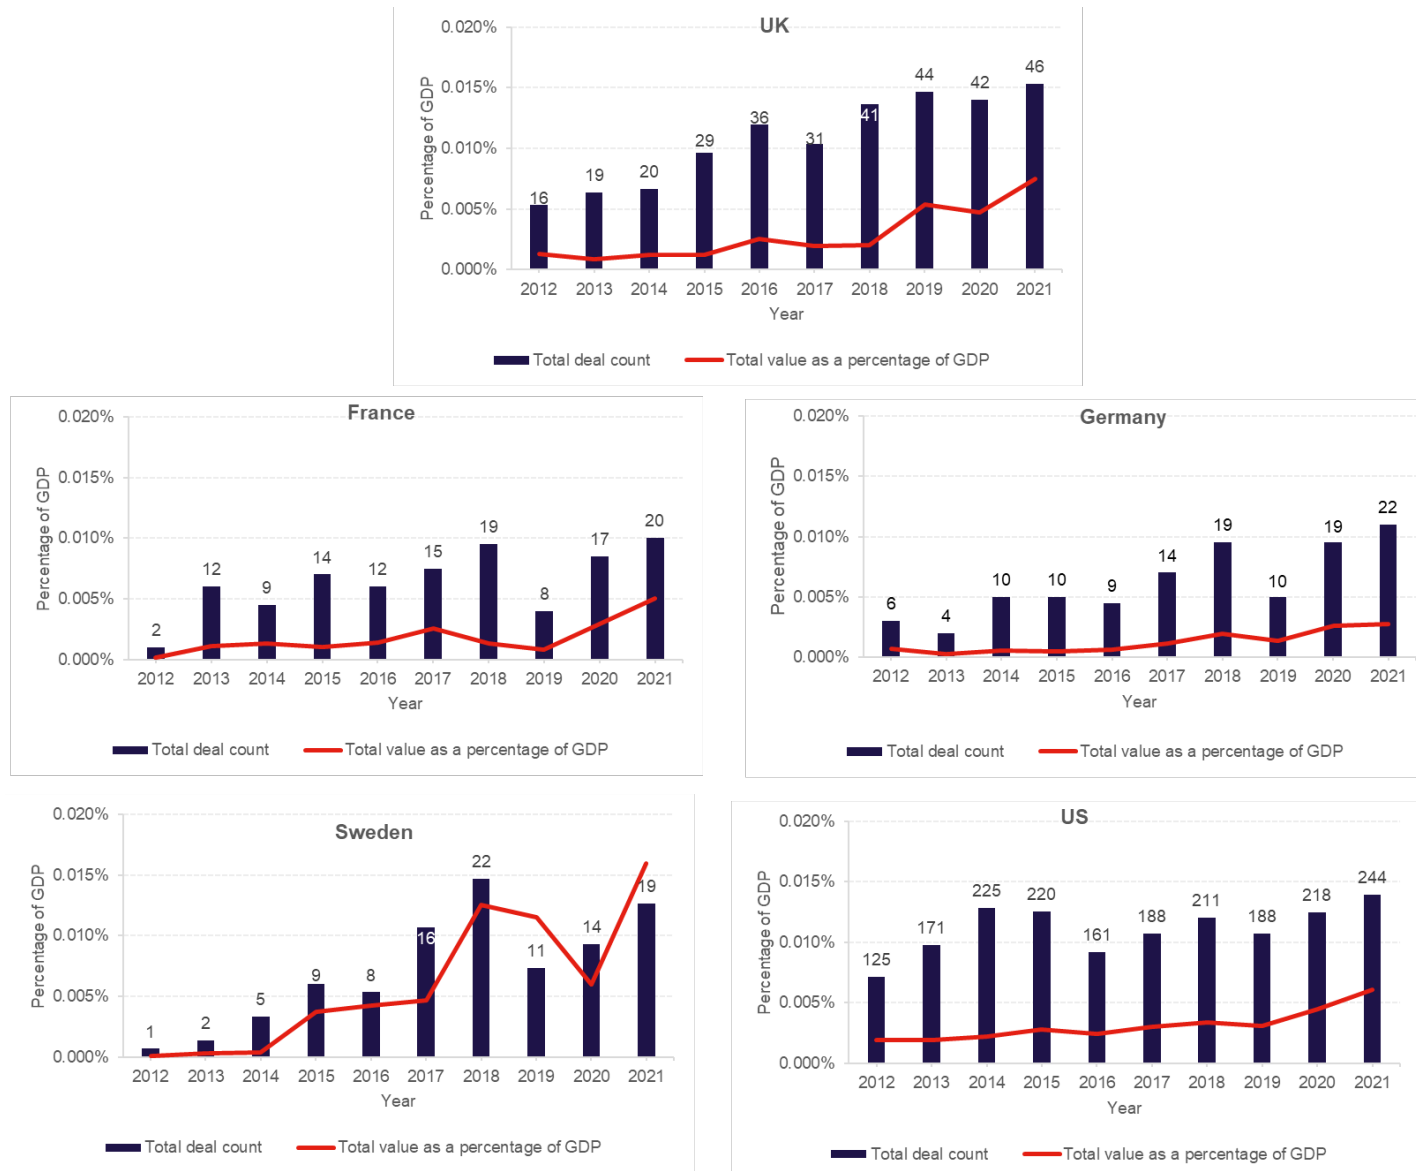 UK
Percentage of GDP
0.020%
0.015%
0.010%
0.005%
0.000%
16 19 20 29 36 31 41 44 42 46
2012 2013 2014 2015 2016 2017 2018 2019 2020 2021
Year
Total deal count Total value as a percentage of GDP
France
Percentage of GDP
0.020%
0.015%
0.010%
0.005%
0.000%
2 12 9 14 12 15 19 8 17 20
2012 2013 2014 2015 2016 2017 2018 2019 2020 2021
Year
Total deal count Total value as a percentage of GDP
Germany
Percentage of GDP
0.020%
0.015%
0.010%
0.005%
0.000%
6 4 10 10 9 14 19 10 19 22
2012 2013 2014 2015 2016 2017 2018 2019 2020 2021
Year
Total deal count Total value as a percentage of GDP
Sweden
Percentage of GDP
0.020%
0.015%
0.010%
0.005%
0.000%
1 2 5 9 8 16 22 11 14 19
2012 2013 2014 2015 2016 2017 2018 2019 2020 2021
Year
Total deal count Total value as a percentage of GDP
US
Percentage of GDP
0.020%
0.015%
0.010%
0.005%
0.000%
125 171 225 220 161 188 211 188 218 244
2012 2013 2014 2015 2016 2017 2018 2019 2020 2021
Year
Total deal count Total value as a percentage of GDP